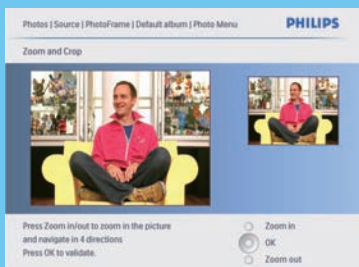 Photos | Source | PhotoFrame | Default album | Photo Menu
PHILIPS
Zoom and Crop
Press Zoom in/out to zoom in the picture
and navigate in 4 directions
Press OK to validate.
Zoom in
OK
Zoom out